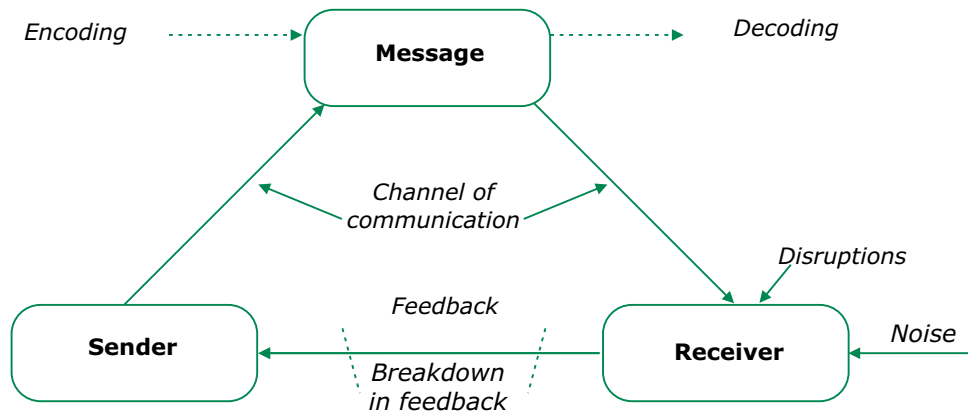 Encoding
Message
Decoding
Channel of
communication
Disruptions
Feedback
Sender
Receiver
Noise
Breakdown
in feedback